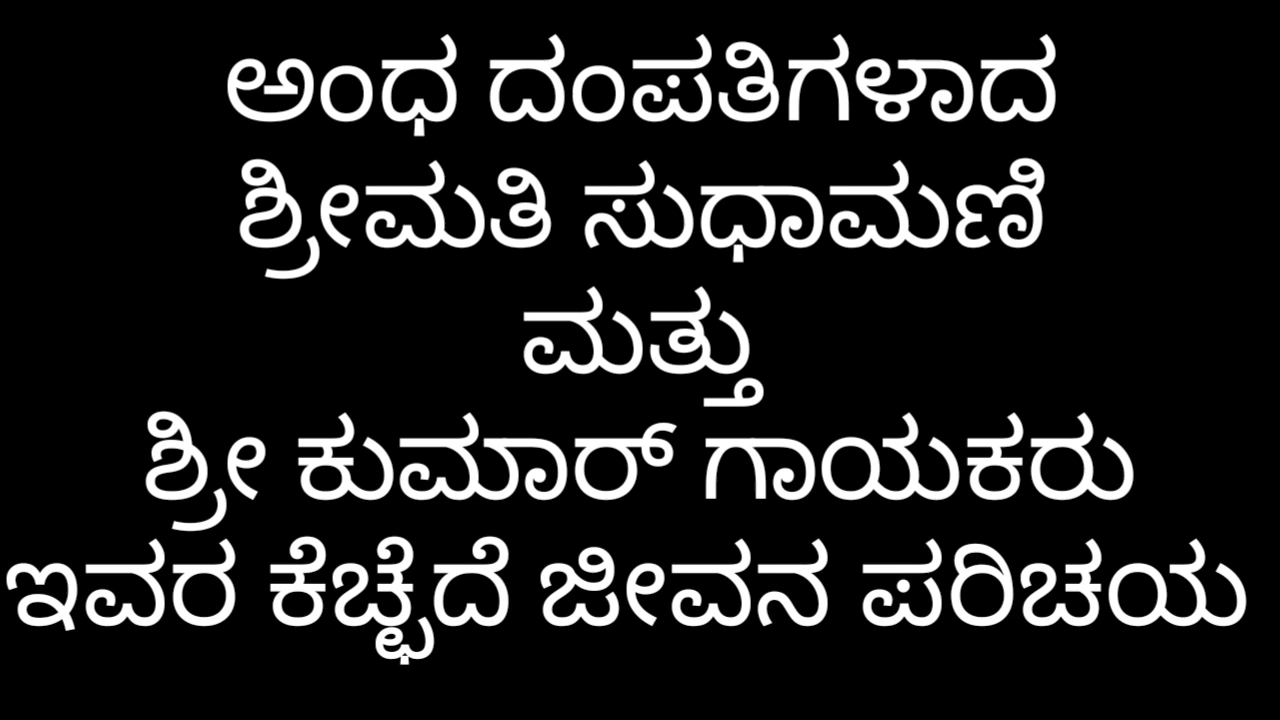 ಅಂಧ ದಂಪತಿಗಳಾದ
ಶ್ರೀಮತಿ ಸುಧಾಮಣಿ
ಮತ್ತು
ಶ್ರೀ ಕುಮಾರ್ ಗಾಯಕರು
ಇವರ ಕೆಚ್ಛೆದೆ ಜೀವನ ಪರಿಚಯ